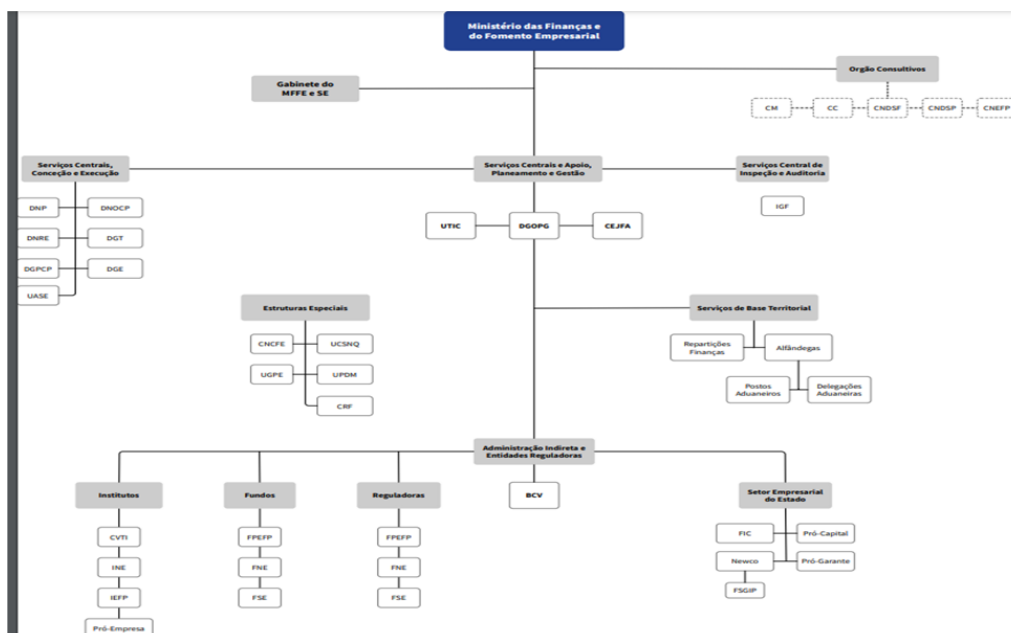 Ministério das Finanças e
do Fomento Empresarial
Orgão Consultivos
Gabinete do
MFFE e SE
CM
CC
CNDSF
CNDSP
CNEFP
Serviços Centrais,
Conceção e Execução
Serviços Centrais e Apoio,
Planeamento e Gestão
Serviços Central de
Inspeção e Auditoria
DNP
DNOCP
IGF
UTIC
DGOPG
CEJFA
DNRE
DGT
DGPCP
DGE
UASE
Estruturas Especiais
Serviços de Base Territorial
CNCFE
UCSNQ
Repartições
Finanças
Alfândegas
UGPE
UPDM
Postos
Aduaneiros
Delegações
Aduaneiras
CRF
Administração Indireta e
Entidades Reguladoras
Institutos
Fundos
Reguladoras
BCV
Setor Empresarial
do Estado
CVTI
FPEFP
FPEFP
FIC
Pró-Capital
INE
FNE
FNE
Newco
Pró-Garante
IEFP
FSE
FSE
FSGIP
Pró-Empresa